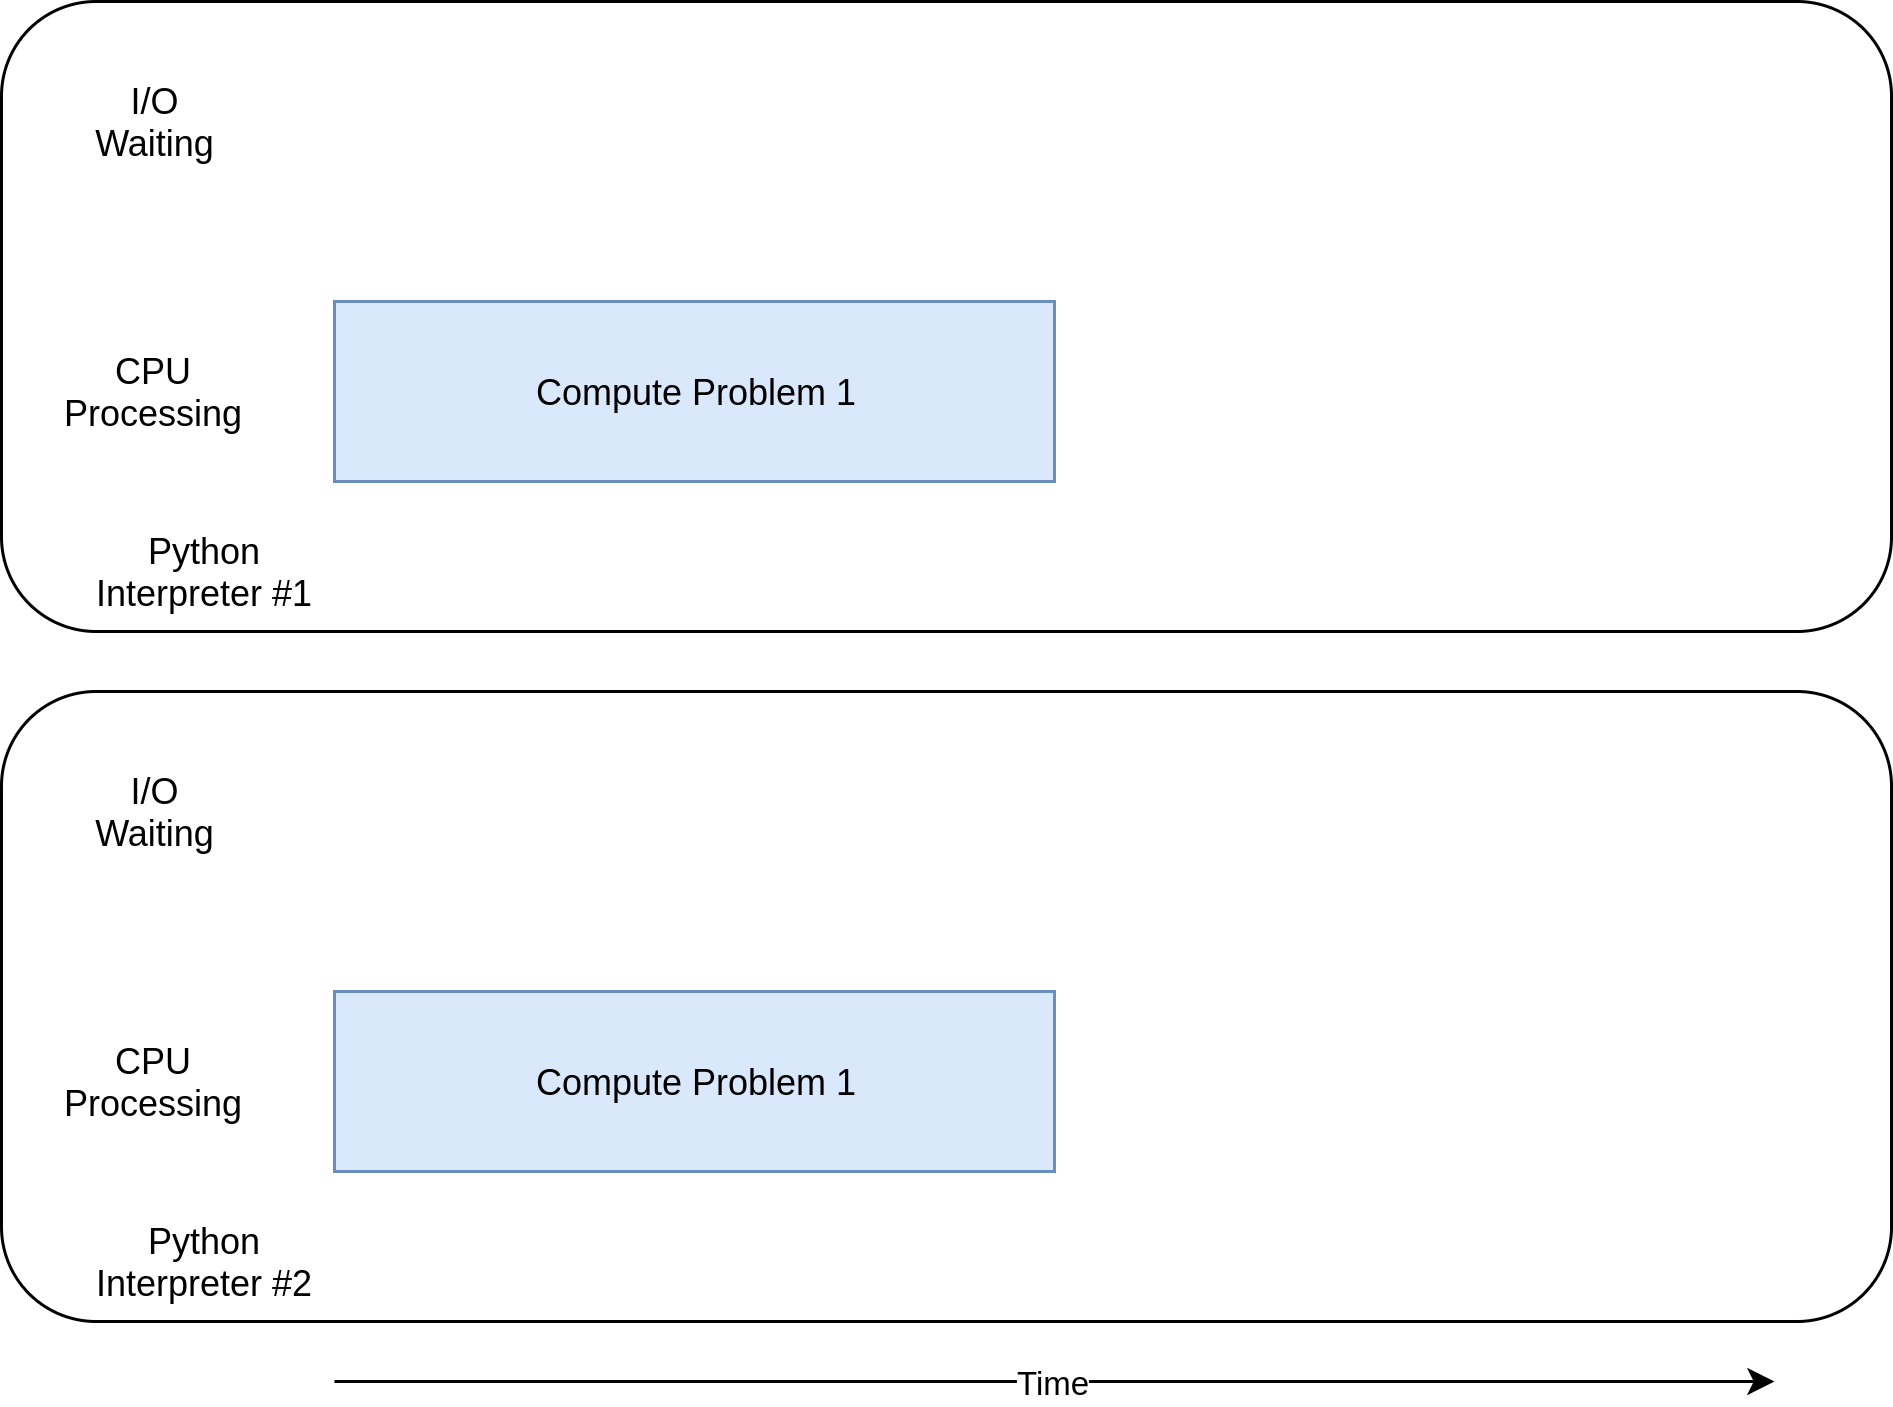 I/O
Waiting
CPU
Processing
Compute Problem 1
Python
Interpreter #1
I/O
Waiting
CPU
Processing
Compute Problem 1
Python
Interpreter #2
Time